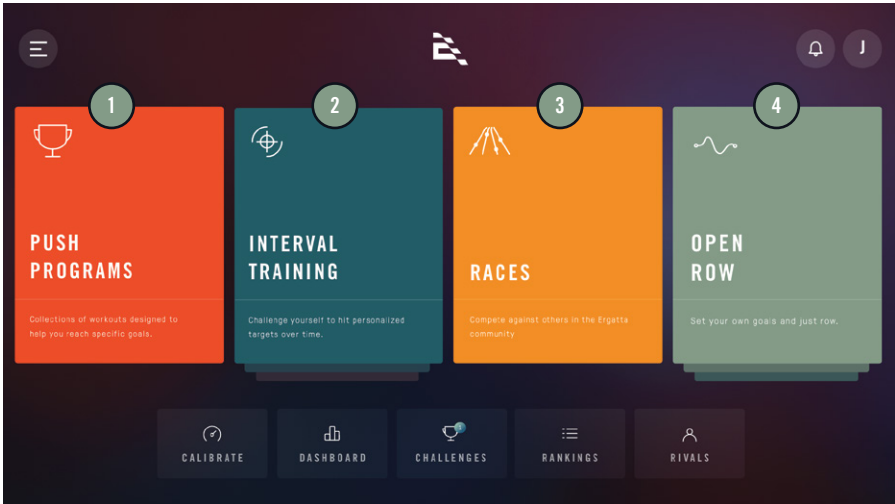 J
1
2
3
4
PUSH
PROGRAMS
Collections of workouts designed to
help you reach specific goals.
INTERVAL
TRAINING
Challenge yourself to hit personalized
targets over time.
RACES
Compete against others in the Ergatta
community
OPEN
ROW
Set your own goals and just row.
CALIBRATE
DASHBOARD
CHALLENGES
RANKINGS
RIVALS